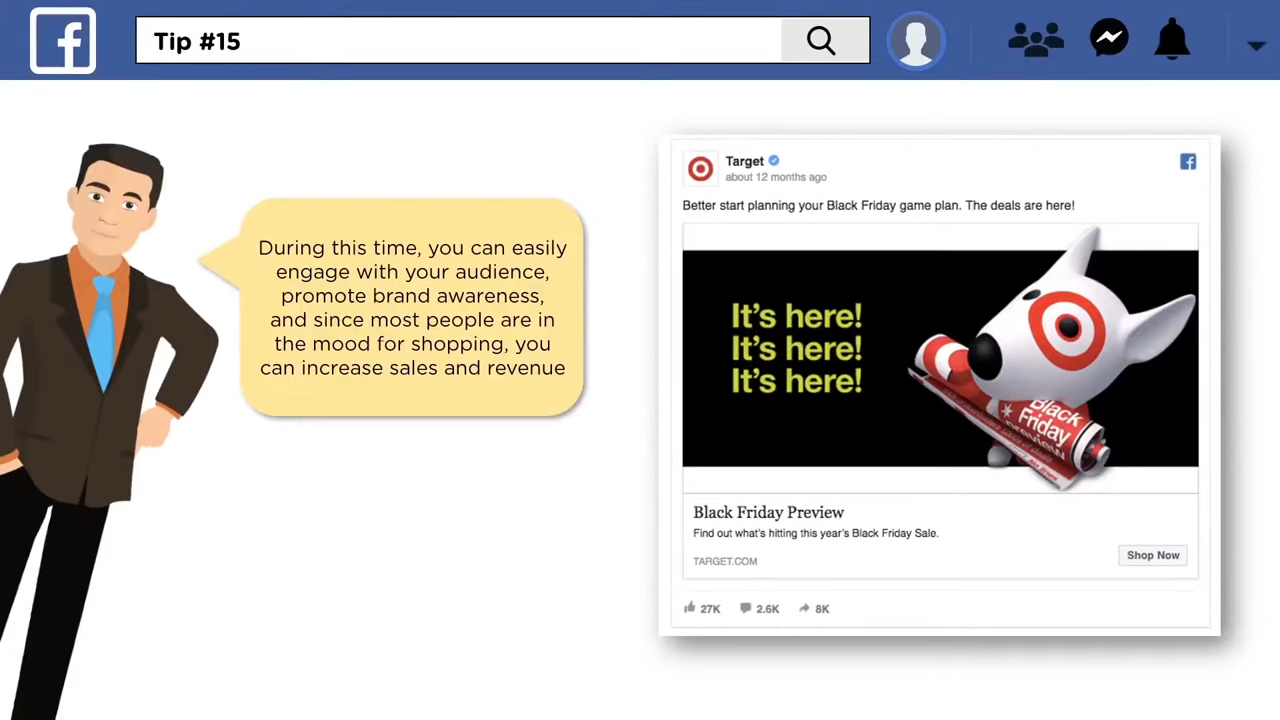 Tip #15
During this time, you can easily
engage with your audience,
promote brand awareness,
and since most people are in
the mood for shopping, you
can increase sales and revenue
Target
about 12 months ago
Better start planning your Black Friday game plan. The deals are here!
It's here!
It's here!
It's here!
Black
Friday
preview
Black Friday Preview
Find out what's hitting this year's Black Friday Sale.
TARGET.COM
Shop Now
27K 2.6K 8K